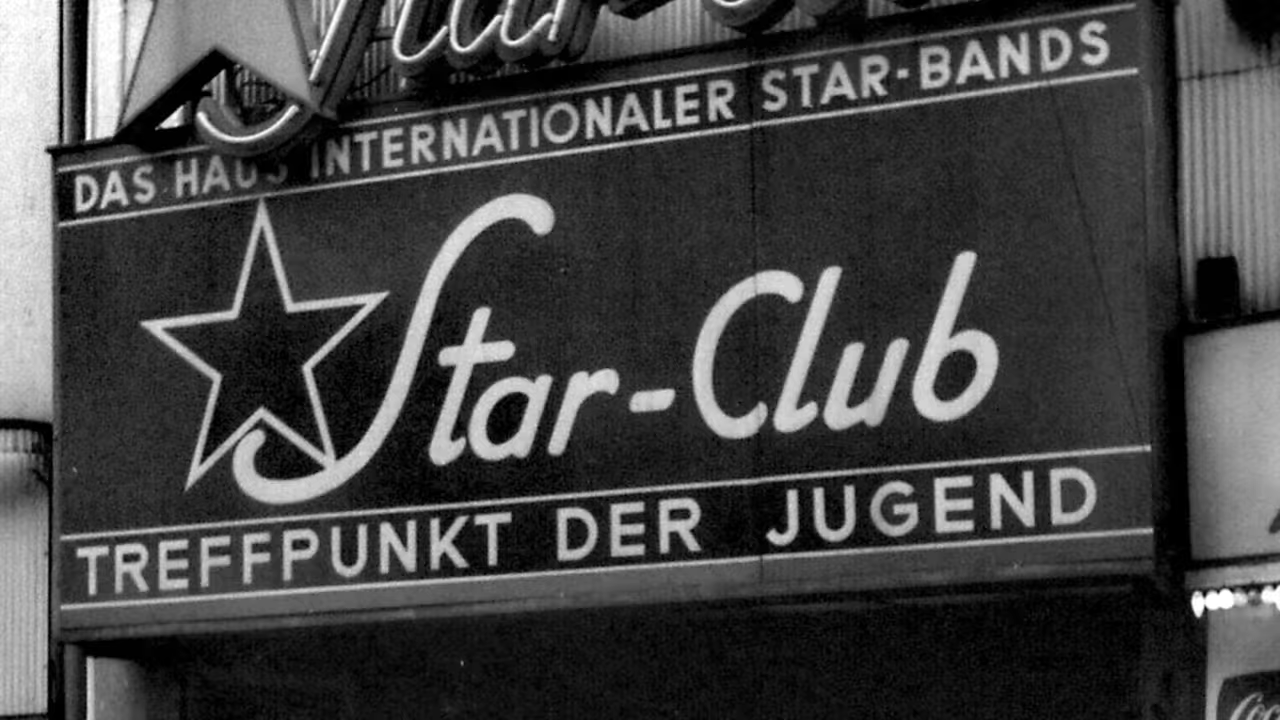 DAS HAUS INTERNATIONALER STAR-BANDS
Star-Club
TREFFPUNKT DER JUGEND